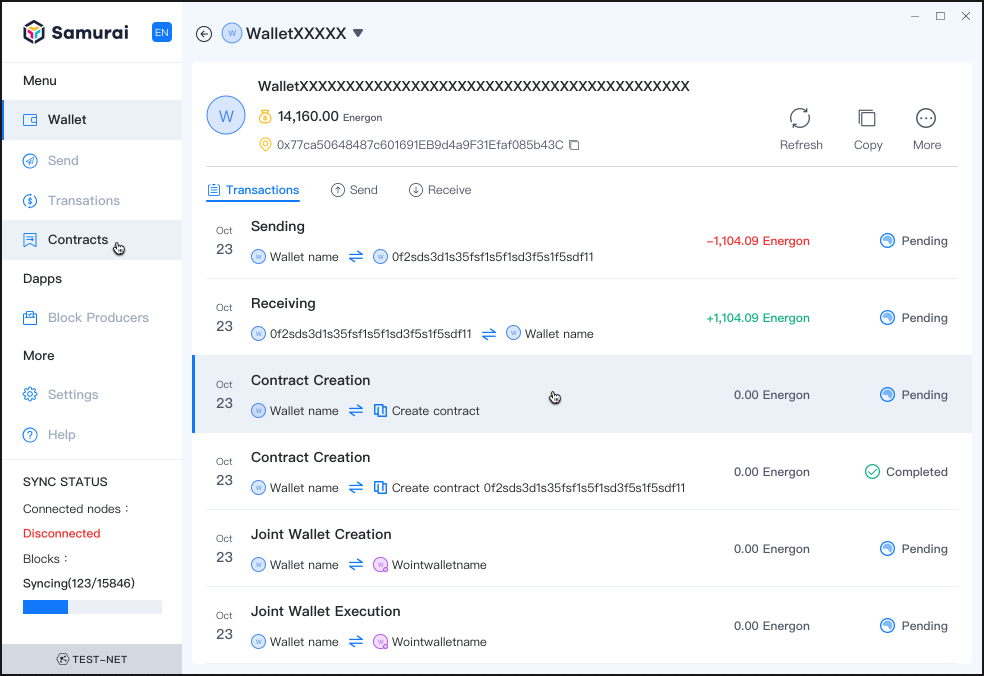 Samurai
EN
Menu
Wallet
Send
Transations
Contracts
Dapps
Block Producers
More
Settings
Help
SYNC STATUS
Connected nodes：
Disconnected
Blocks：
Syncing(123/15846)
TEST-NET
W WalletXXXXX
WalletXXXXXXXXXXXXXXXXXXXXXXXXXXXXXXXXXXXXXXXXXX
W
14,160.00 Energon
0x77ca50648487c601691EB9d4a9F31Efaf085b43C
Refresh Copy More
Transactions Send Receive
Oct 23
Sending
W Wallet name W 0f2sds3d1s35fsf1s5f1sd3f5s1f5sdf11
−1,104.09 Energon
Pending
Oct 23
Receiving
W 0f2sds3d1s35fsf1s5f1sd3f5s1f5sdf11 W Wallet name
+1,104.09 Energon
Pending
Oct 23
Contract Creation
W Wallet name Create contract
0.00 Energon
Pending
Oct 23
Contract Creation
W Wallet name Create contract 0f2sds3d1s35fsf1s5f1sd3f5s1f5sdf11
0.00 Energon
Completed
Oct 23
Joint Wallet Creation
W Wallet name W Wointwalletname
0.00 Energon
Pending
Oct 23
Joint Wallet Execution
W Wallet name W Wointwalletname
0.00 Energon
Pending